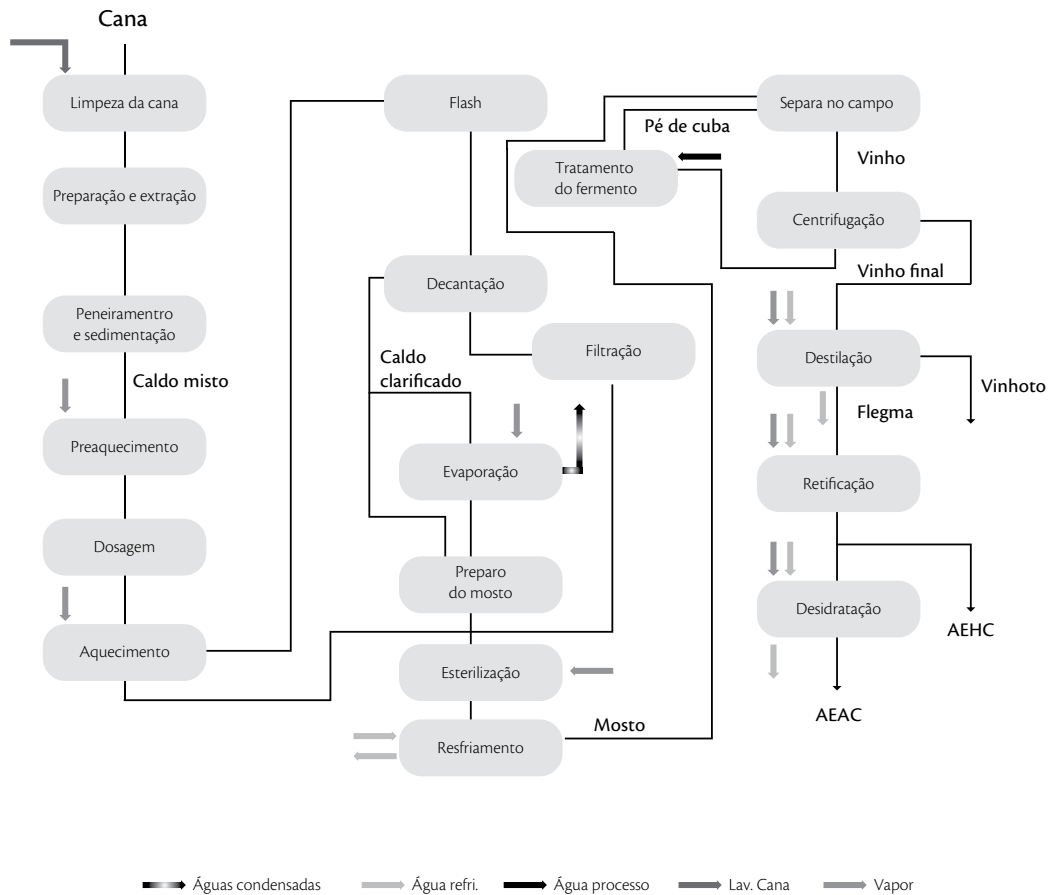 Cana
Limpeza da cana
Preparação e extração
Peneiramentro
e sedimentação
Caldo misto
Preaquecimento
Dosagem
Aquecimento
Flash
Decantação
Filtração
Caldo
clarificado
Evaporação
Preparo
do mosto
Esterilização
Resfriamento
Mosto
Separa no campo
Pé de cuba
Tratamento
do fermento
Vinho
Centrifugação
Vinho final
Destilação
Vinhoto
Flegma
Retificação
Desidratação
AEHC
AEAC
Águas condensadas
Água refri.
Água processo
Lav. Cana
Vapor